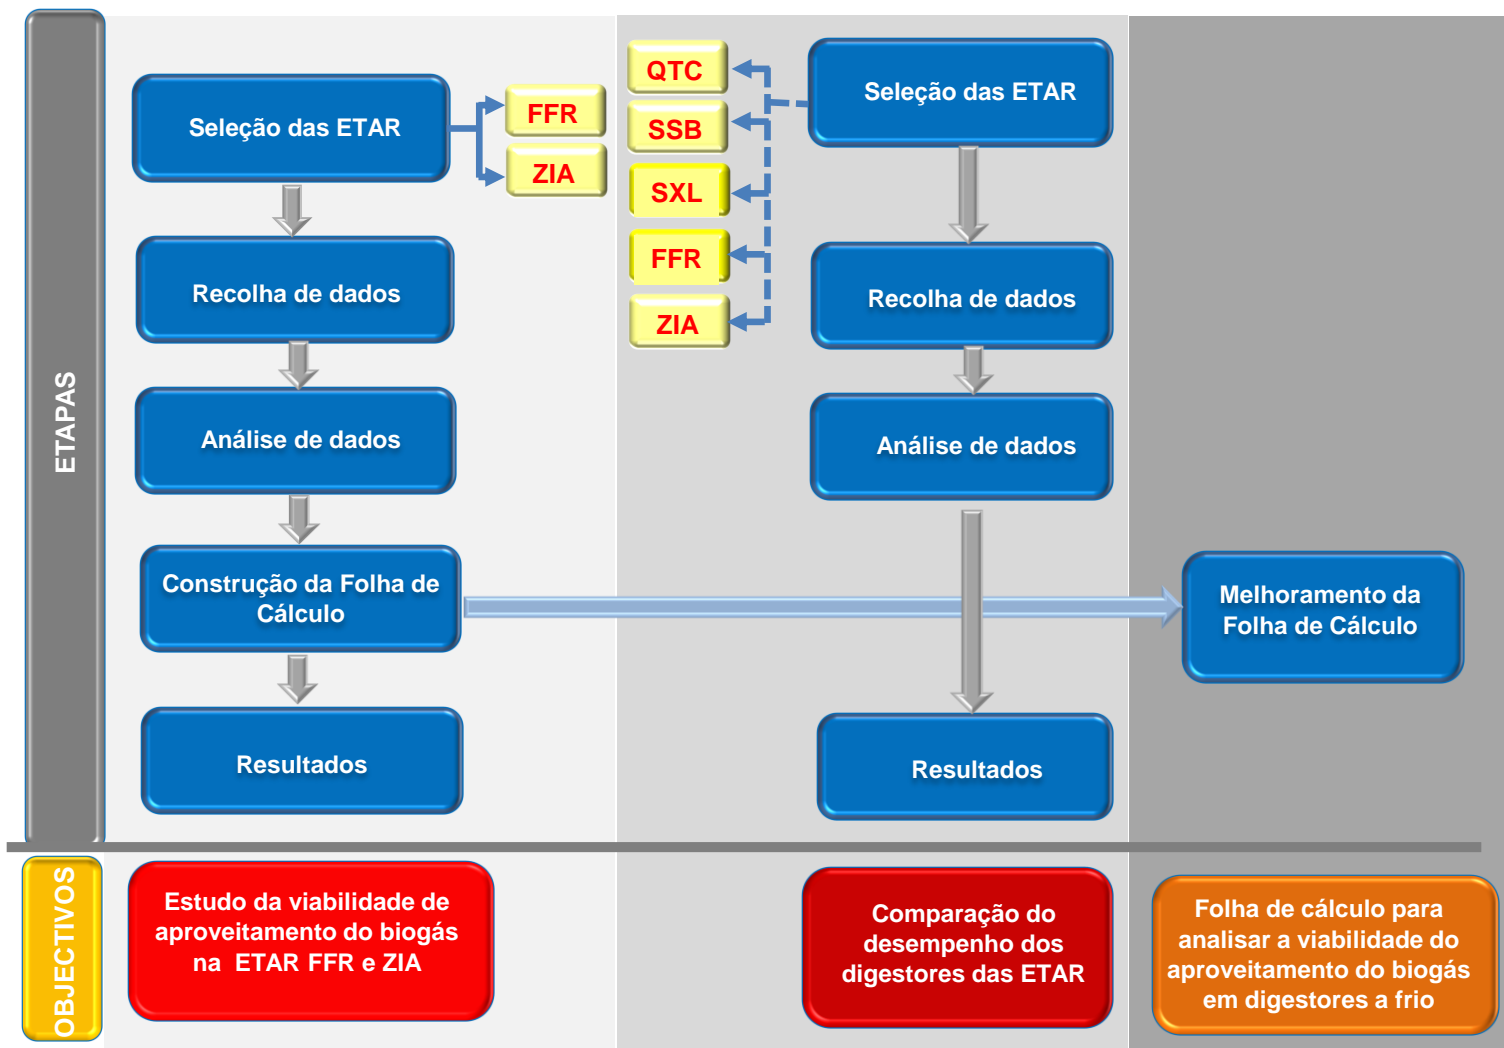 ETAPAS
Seleção das ETAR
FFR
ZIA
Recolha de dados
Análise de dados
Construção da Folha de
Cálculo
Resultados
QTC
SSB
SXL
FFR
ZIA
Seleção das ETAR
Recolha de dados
Análise de dados
Resultados
Melhoramento da
Folha de Cálculo
OBJECTIVOS
Estudo da viabilidade de
aproveitamento do biogás
na ETAR FFR e ZIA
Comparação do
desempenho dos
digestores das ETAR
Folha de cálculo para
analisar a viabilidade do
aproveitamento do biogás
em digestores a frio